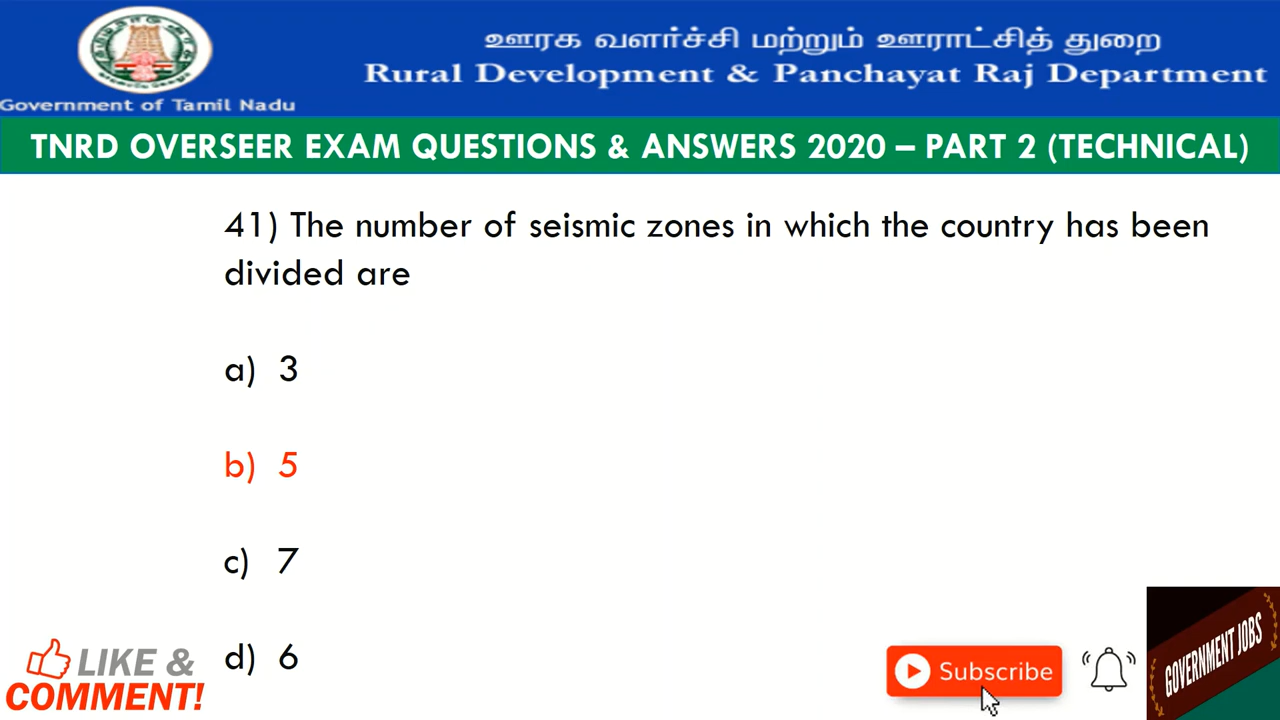 ஊரக வளர்ச்சி மற்றும் ஊராட்சித் துறை
Rural Development & Panchayat Raj Department
Government of Tamil Nadu
TNRD OVERSEER EXAM QUESTIONS & ANSWERS 2020 – PART 2 (TECHNICAL)
41) The number of seismic zones in which the country has been
divided are
a) 3
b) 5
c) 7
d) 6
LIKE &
COMMENT!
Subscribe
GOVERNMENT JOBS